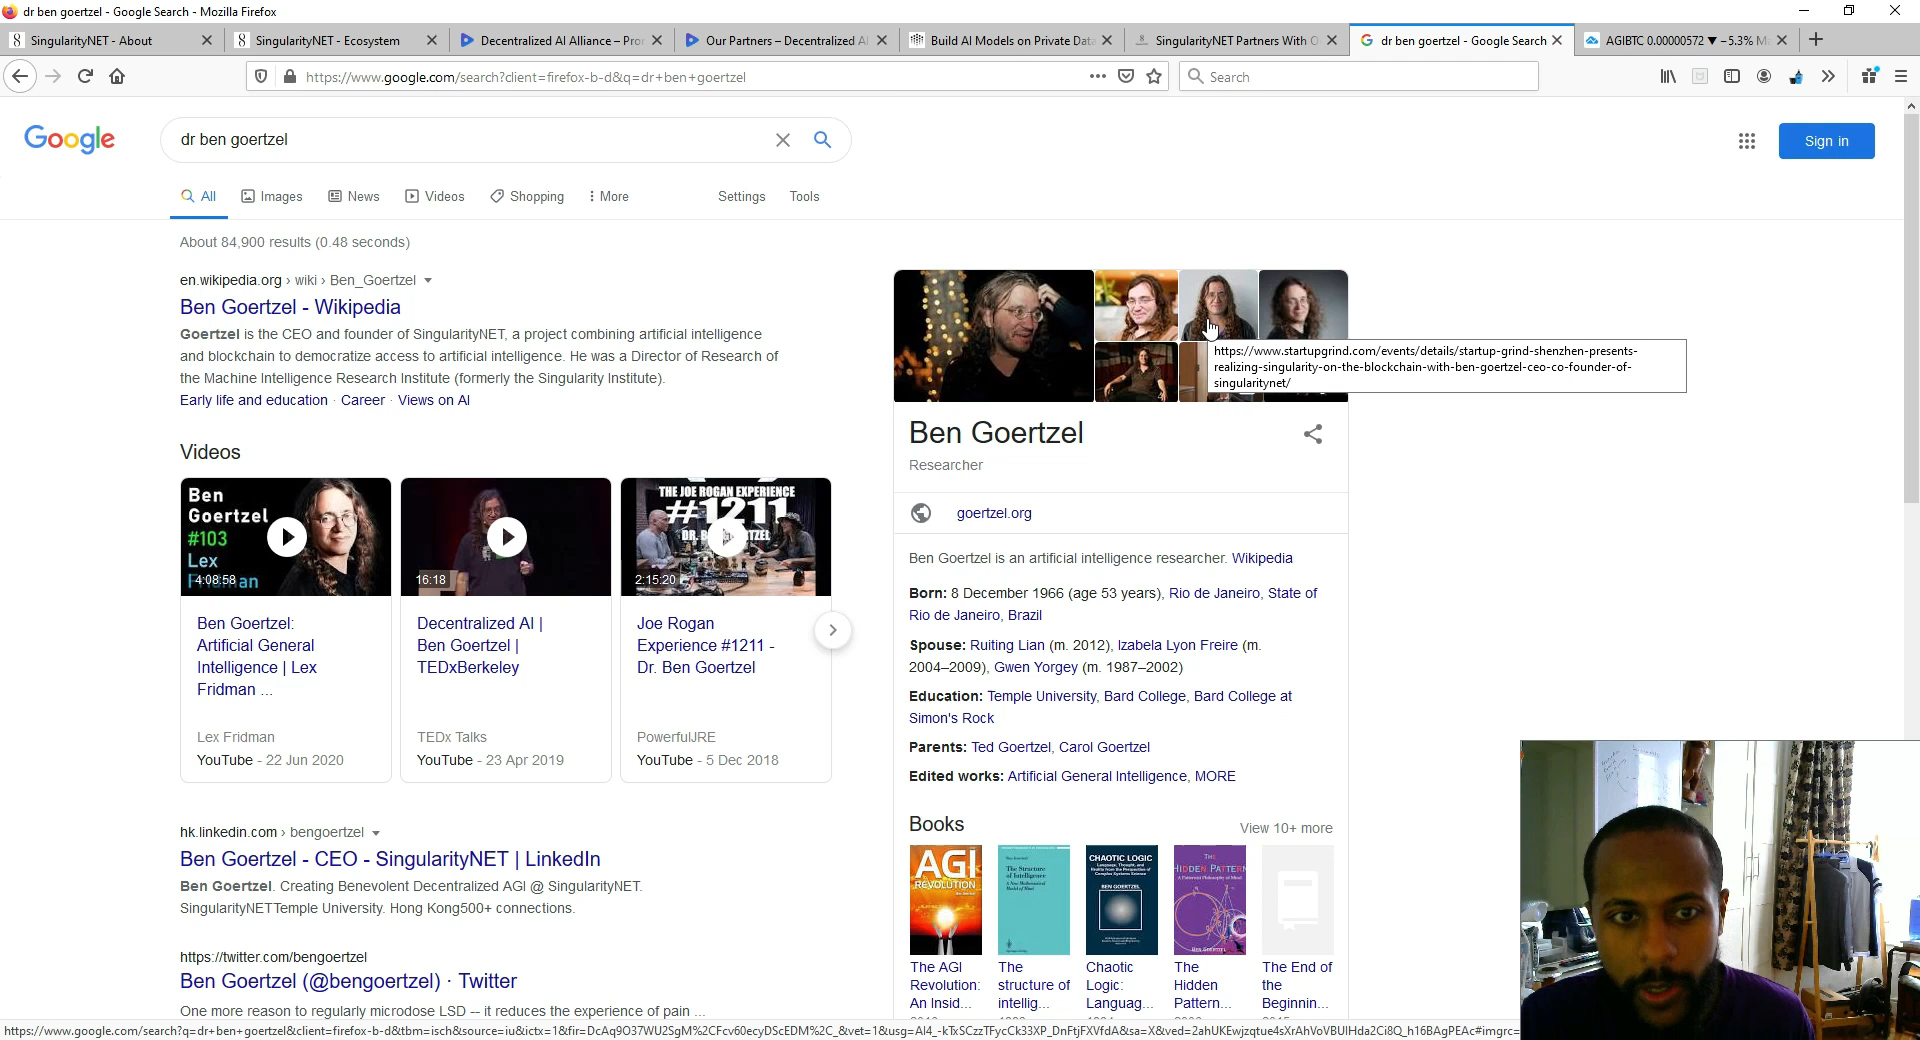 dr ben goertzel - Google Search - Mozilla Firefox
SingularityNET - About
SingularityNET - Ecosystem
Decentralized AI Alliance – Pro
Our Partners – Decentralized AI
Build AI Models on Private Data
SingularityNET Partners With O
dr ben goertzel - Google Search
AGIBTC 0.00000572 ▼ −5.3%
https://www.google.com/search?client=firefox-b-d&q=dr+ben+goertzel
Search
Google
dr ben goertzel
Sign in
All
Images
News
Videos
Shopping
More
Settings
Tools
About 84,900 results (0.48 seconds)
en.wikipedia.org › wiki › Ben_Goertzel
Ben Goertzel - Wikipedia
Goertzel is the CEO and founder of SingularityNET, a project combining artificial intelligence
and blockchain to democratize access to artificial intelligence. He was a Director of Research of
the Machine Intelligence Research Institute (formerly the Singularity Institute).
Early life and education · Career · Views on AI
Videos
Ben
Goertzel
#103
Lex
4:08:58
16:18
THE JOE ROGAN EXPERIENCE
#1211
2:15:20
Ben Goertzel:
Artificial General
Intelligence | Lex
Fridman ...
Lex Fridman
YouTube - 22 Jun 2020
Decentralized AI |
Ben Goertzel |
TEDxBerkeley
TEDx Talks
YouTube - 23 Apr 2019
Joe Rogan
Experience #1211 -
Dr. Ben Goertzel
PowerfulJRE
YouTube - 5 Dec 2018
hk.linkedin.com › bengoertzel
Ben Goertzel - CEO - SingularityNET | LinkedIn
Ben Goertzel. Creating Benevolent Decentralized AGI @ SingularityNET.
SingularityNETTemple University. Hong Kong500+ connections.
https://twitter.com/bengoertzel
Ben Goertzel (@bengoertzel) · Twitter
One more reason to regularly microdose LSD -- it reduces the experience of pain ...
https://www.startupgrind.com/events/details/startup-grind-shenzhen-presents-
realizing-singularity-on-the-blockchain-with-ben-goertzel-ceo-co-founder-of-
singularitynet/
Ben Goertzel
Researcher
goertzel.org
Ben Goertzel is an artificial intelligence researcher. Wikipedia
Born: 8 December 1966 (age 53 years), Rio de Janeiro, State of
Rio de Janeiro, Brazil
Spouse: Ruiting Lian (m. 2012), Izabela Lyon Freire (m.
2004–2009), Gwen Yorgey (m. 1987–2002)
Education: Temple University, Bard College, Bard College at
Simon's Rock
Parents: Ted Goertzel, Carol Goertzel
Edited works: Artificial General Intelligence, MORE
Books
View 10+ more
AGI
REVOLUTION
The Structure
of Intelligence
CHAOTIC LOGIC
BEN GOERTZEL
THE
HIDDEN PATTERN
The AGI
Revolution:
An Insid...
The
structure of
intellig...
Chaotic
Logic:
Languag...
The
Hidden
Pattern...
The End of
the
Beginnin...